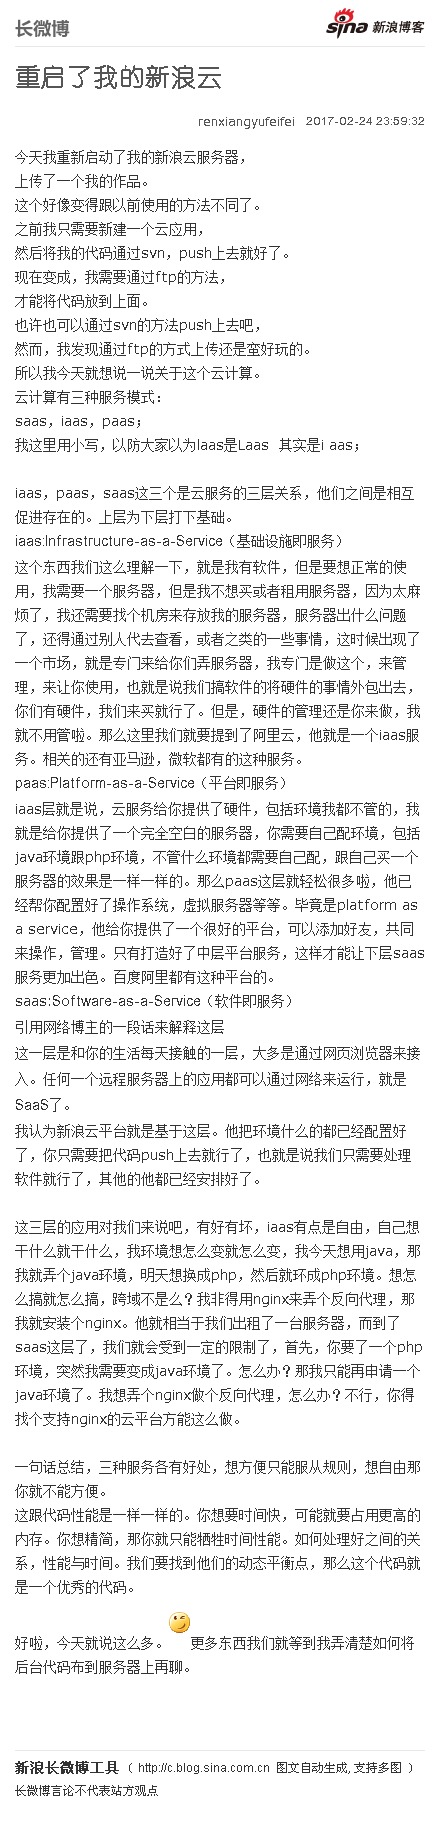 长微博
sina 新浪博客
重启了我的新浪云
renxiangyufeifei 2017-02-24 23:59:32
今天我重新启动了我的新浪云服务器，
上传了一个我的作品。
这个好像变得跟以前使用的方法不同了。
之前我只需要新建一个云应用，
然后将我的代码通过svn，push上去就好了。
现在变成，我需要通过ftp的方法，
才能将代码放到上面。
也许也可以通过svn的方法push上去吧，
然而，我发现通过ftp的方式上传还是蛮好玩的。
所以我今天就想说一说关于这个云计算。
云计算有三种服务模式：
saas，iaas，paas；
我这里用小写，以防大家以为Iaas是Laas 其实是i aas；
iaas，paas，saas这三个是云服务的三层关系，他们之间是相互
促进存在的。上层为下层打下基础。
iaas:Infrastructure-as-a-Service（基础设施即服务）
这个东西我们这么理解一下，就是我有软件，但是要想正常的使
用，我需要一个服务器，但是我不想买或者租用服务器，因为太麻
烦了，我还需要找个机房来存放我的服务器，服务器出什么问题
了，还得通过别人代去查看，或者之类的一些事情，这时候出现了
一个市场，就是专门来给你们弄服务器，我专门是做这个，来管
理，来让你使用，也就是说我们搞软件的将硬件的事情外包出去，
你们有硬件，我们来买就行了。但是，硬件的管理还是你来做，我
就不用管啦。那么这里我们就要提到了阿里云，他就是一个iaas服
务。相关的还有亚马逊，微软都有的这种服务。
paas:Platform-as-a-Service（平台即服务）
iaas层就是说，云服务给你提供了硬件，包括环境我都不管的，我
就是给你提供了一个完全空白的服务器，你需要自己配环境，包括
java环境跟php环境，不管什么环境都需要自己配，跟自己买一个
服务器的效果是一样一样的。那么paas这层就轻松很多啦，他已
经帮你配置好了操作系统，虚拟服务器等等。毕竟是platform as
a service，他给你提供了一个很好的平台，可以添加好友，共同
来操作，管理。只有打造好了中层平台服务，这样才能让下层saas
服务更加出色。百度阿里都有这种平台的。
saas:Software-as-a-Service（软件即服务）
引用网络博主的一段话来解释这层
这一层是和你的生活每天接触的一层，大多是通过网页浏览器来接
入。任何一个远程服务器上的应用都可以通过网络来运行，就是
SaaS了。
我认为新浪云平台就是基于这层。他把环境什么的都已经配置好
了，你只需要把代码push上去就行了，也就是说我们只需要处理
软件就行了，其他的他都已经安排好了。
这三层的应用对我们来说吧，有好有坏，iaas有点是自由，自己想
干什么就干什么，我环境想怎么变就怎么变，我今天想用java，那
我就弄个java环境，明天想换成php，然后就环成php环境。想怎
么搞就怎么搞，跨域不是么？我非得用nginx来弄个反向代理，那
我就安装个nginx。他就相当于我们出租了一台服务器，而到了
saas这层了，我们就会受到一定的限制了，首先，你要了一个php
环境，突然我需要变成java环境了。怎么办？那我只能再申请一个
java环境了。我想弄个nginx做个反向代理，怎么办？不行，你得
找个支持nginx的云平台方能这么做。
一句话总结，三种服务各有好处，想方便只能服从规则，想自由那
你就不能方便。
这跟代码性能是一样一样的。你想要时间快，可能就要占用更高的
内存。你想精简，那你就只能牺牲时间性能。如何处理好之间的关
系，性能与时间。我们要找到他们的动态平衡点，那么这个代码就
是一个优秀的代码。
好啦，今天就说这么多。更多东西我们就等到我弄清楚如何将
后台代码布到服务器上再聊。
新浪长微博工具（ http://c.blog.sina.com.cn 图文自动生成,支持多图 ）
长微博言论不代表站方观点